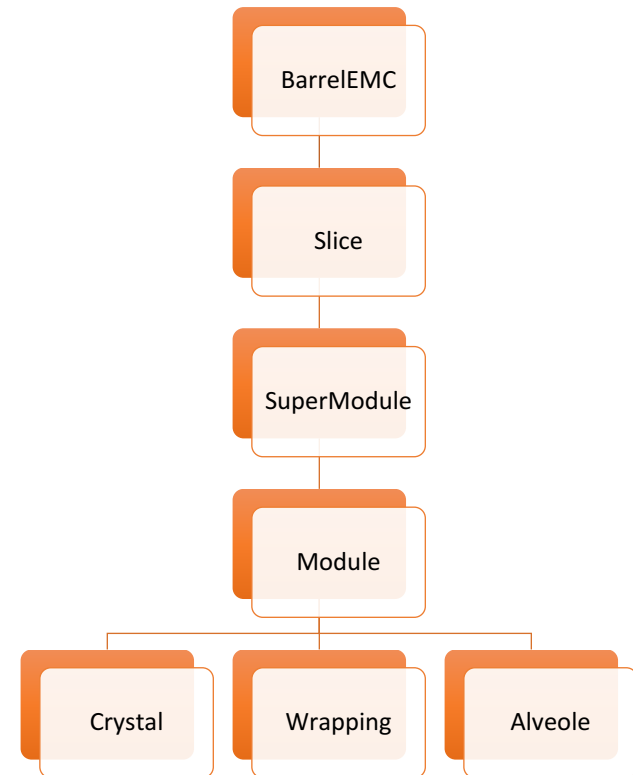 BarrelEMC
Slice
SuperModule
Module
Crystal
Wrapping
Alveole